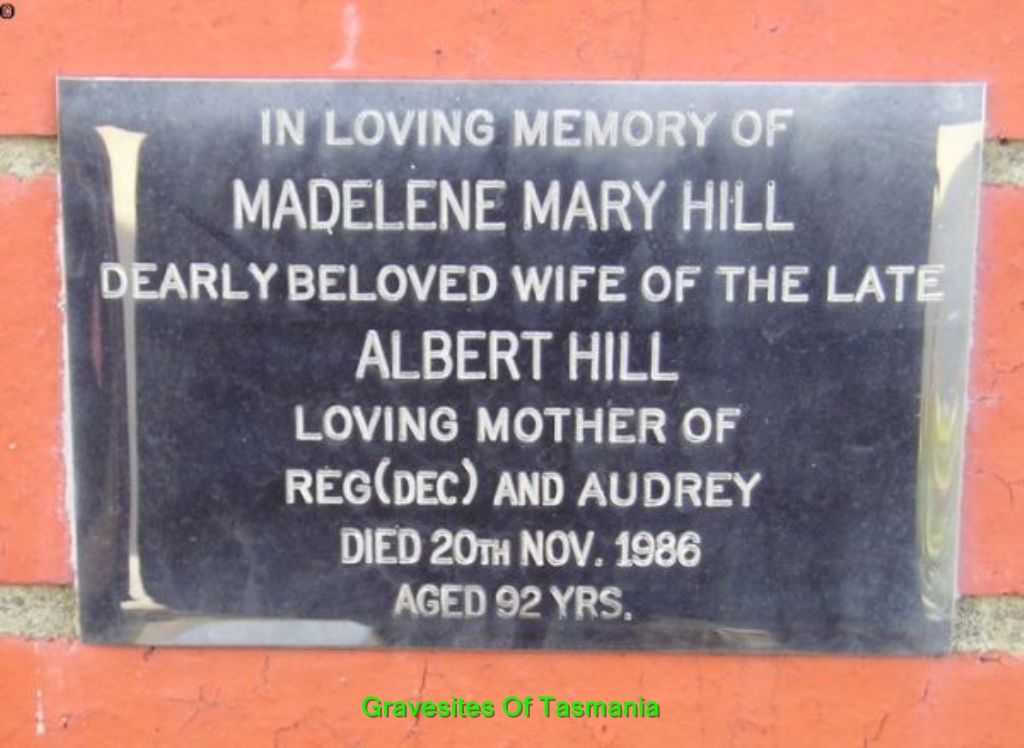 IN LOVING MEMORY OF
MADELENE MARY HILL
DEARLY BELOVED WIFE OF THE LATE
ALBERT HILL
LOVING MOTHER OF
REG(DEC) AND AUDREY
DIED 20TH NOV. 1986
AGED 92 YRS.
Gravesites Of Tasmania